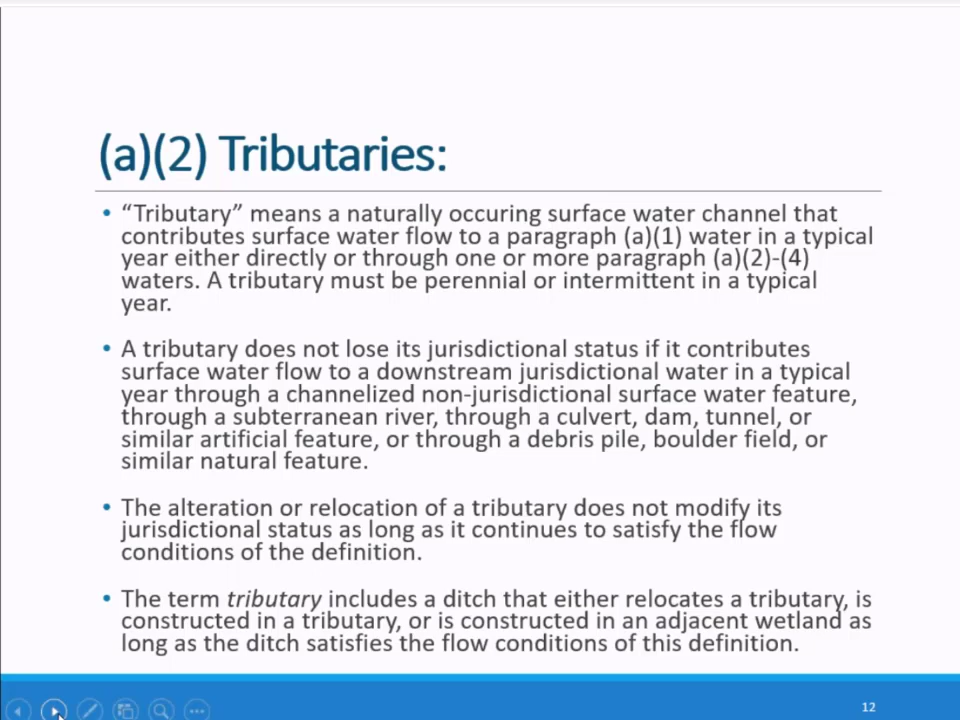 (a)(2) Tributaries:
• “Tributary” means a naturally occuring surface water channel that
contributes surface water flow to a paragraph (a)(1) water in a typical
year either directly or through one or more paragraph (a)(2)-(4)
waters. A tributary must be perennial or intermittent in a typical
year.
• A tributary does not lose its jurisdictional status if it contributes
surface water flow to a downstream jurisdictional water in a typical
year through a channelized non-jurisdictional surface water feature,
through a subterranean river, through a culvert, dam, tunnel, or
similar artificial feature, or through a debris pile, boulder field, or
similar natural feature.
• The alteration or relocation of a tributary does not modify its
jurisdictional status as long as it continues to satisfy the flow
conditions of the definition.
• The term tributary includes a ditch that either relocates a tributary, is
constructed in a tributary, or is constructed in an adjacent wetland as
long as the ditch satisfies the flow conditions of this definition.
12